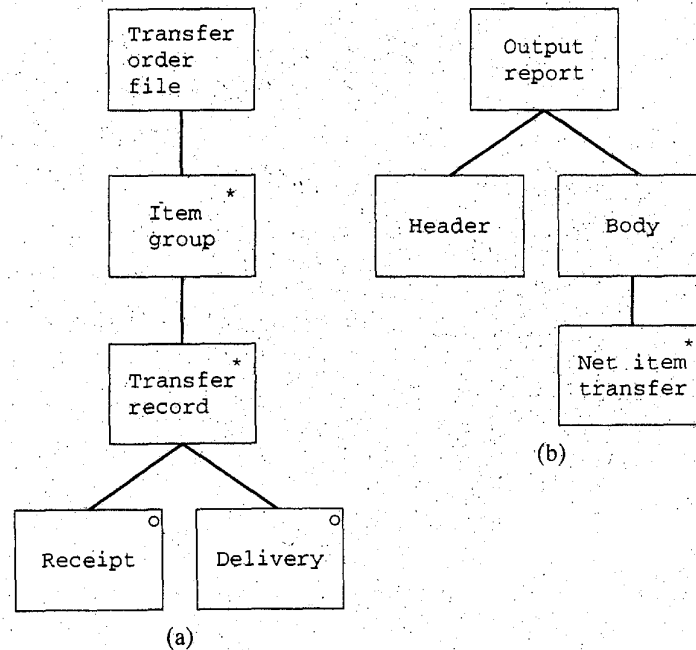 Transfer
order
file
Item
group
*
Transfer
record
*
Receipt
o
Delivery
o
(a)
Output
report
Header
Body
Net item
transfer
*
(b)